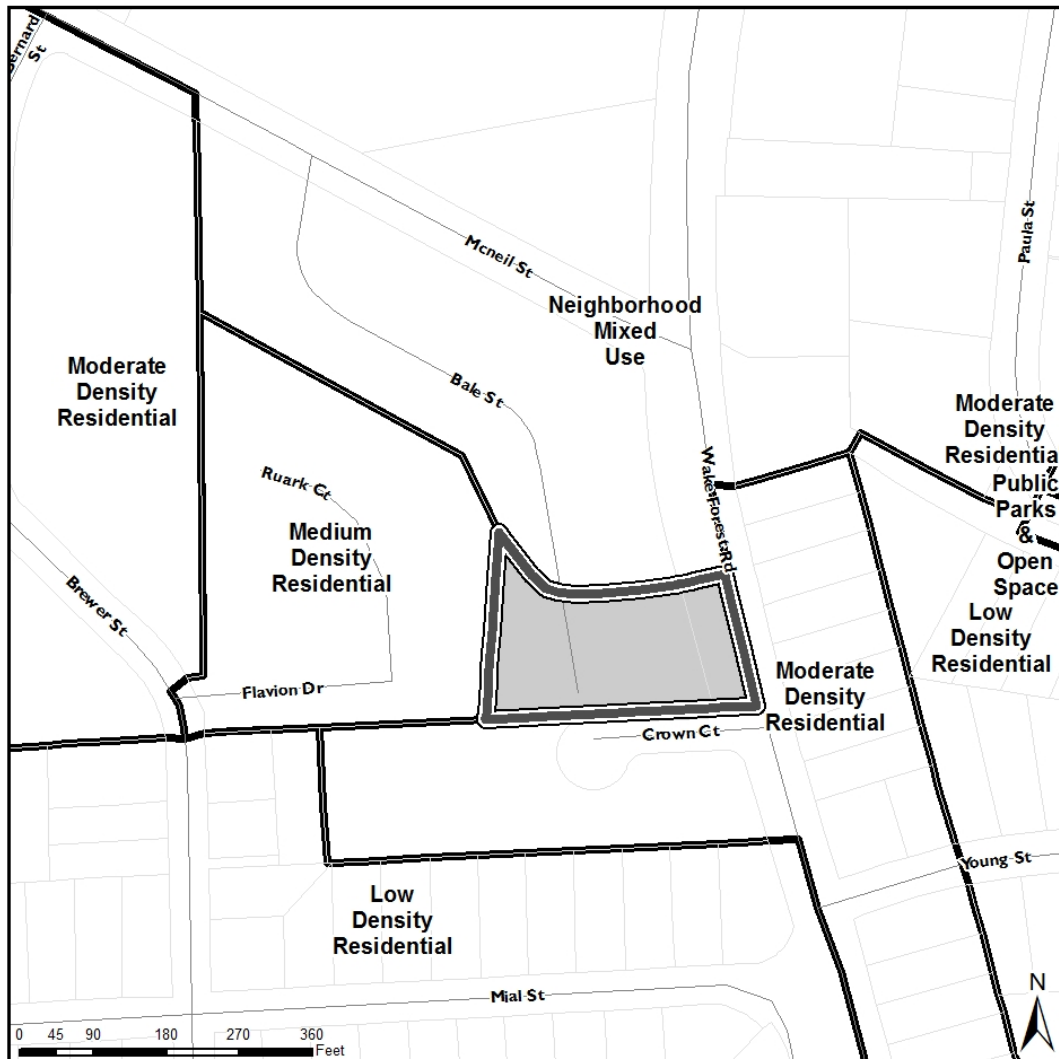 Bernard
St
Mcneil St
Paula St
Neighborhood
Mixed
Use
Moderate
Density
Residential
Bale St
Moderate
Density
Residentia
Public
Parks
&
Open
Space
Low
Density
Residential
Wake Forest Rd
Ruark Ct
Medium
Density
Residential
Brewer St
Flavion Dr
Moderate
Density
Residential
Crown Ct
Young St
Low
Density
Residential
Mial St
N
0 45 90 180 270 360
Feet